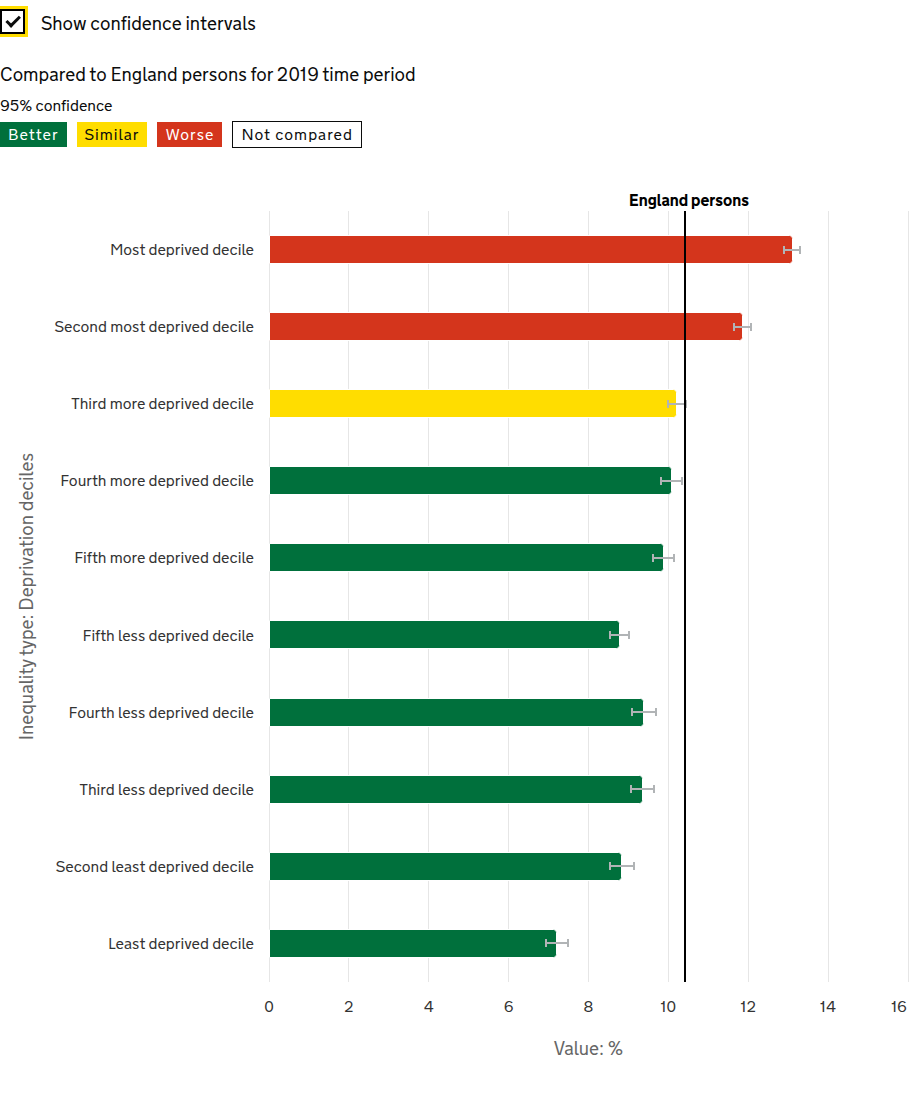 Show confidence intervals
Compared to England persons for 2019 time period
95% confidence
Better Similar Worse Not compared
England persons
Most deprived decile
Second most deprived decile
Third more deprived decile
Fourth more deprived decile
Fifth more deprived decile
Fifth less deprived decile
Fourth less deprived decile
Third less deprived decile
Second least deprived decile
Least deprived decile
Inequality type: Deprivation deciles
0 2 4 6 8 10 12 14 16
Value: %